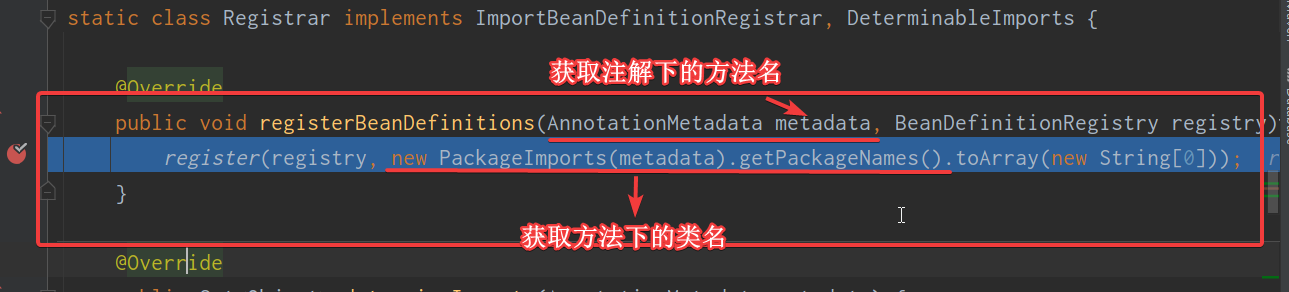 static class Registrar implements ImportBeanDefinitionRegistrar, DeterminableImports {
获取注解下的方法名
@Override
public void registerBeanDefinitions(AnnotationMetadata metadata, BeanDefinitionRegistry registry)
register(registry, new PackageImports(metadata).getPackageNames().toArray(new String[0]));
}
获取方法下的类名
@Override